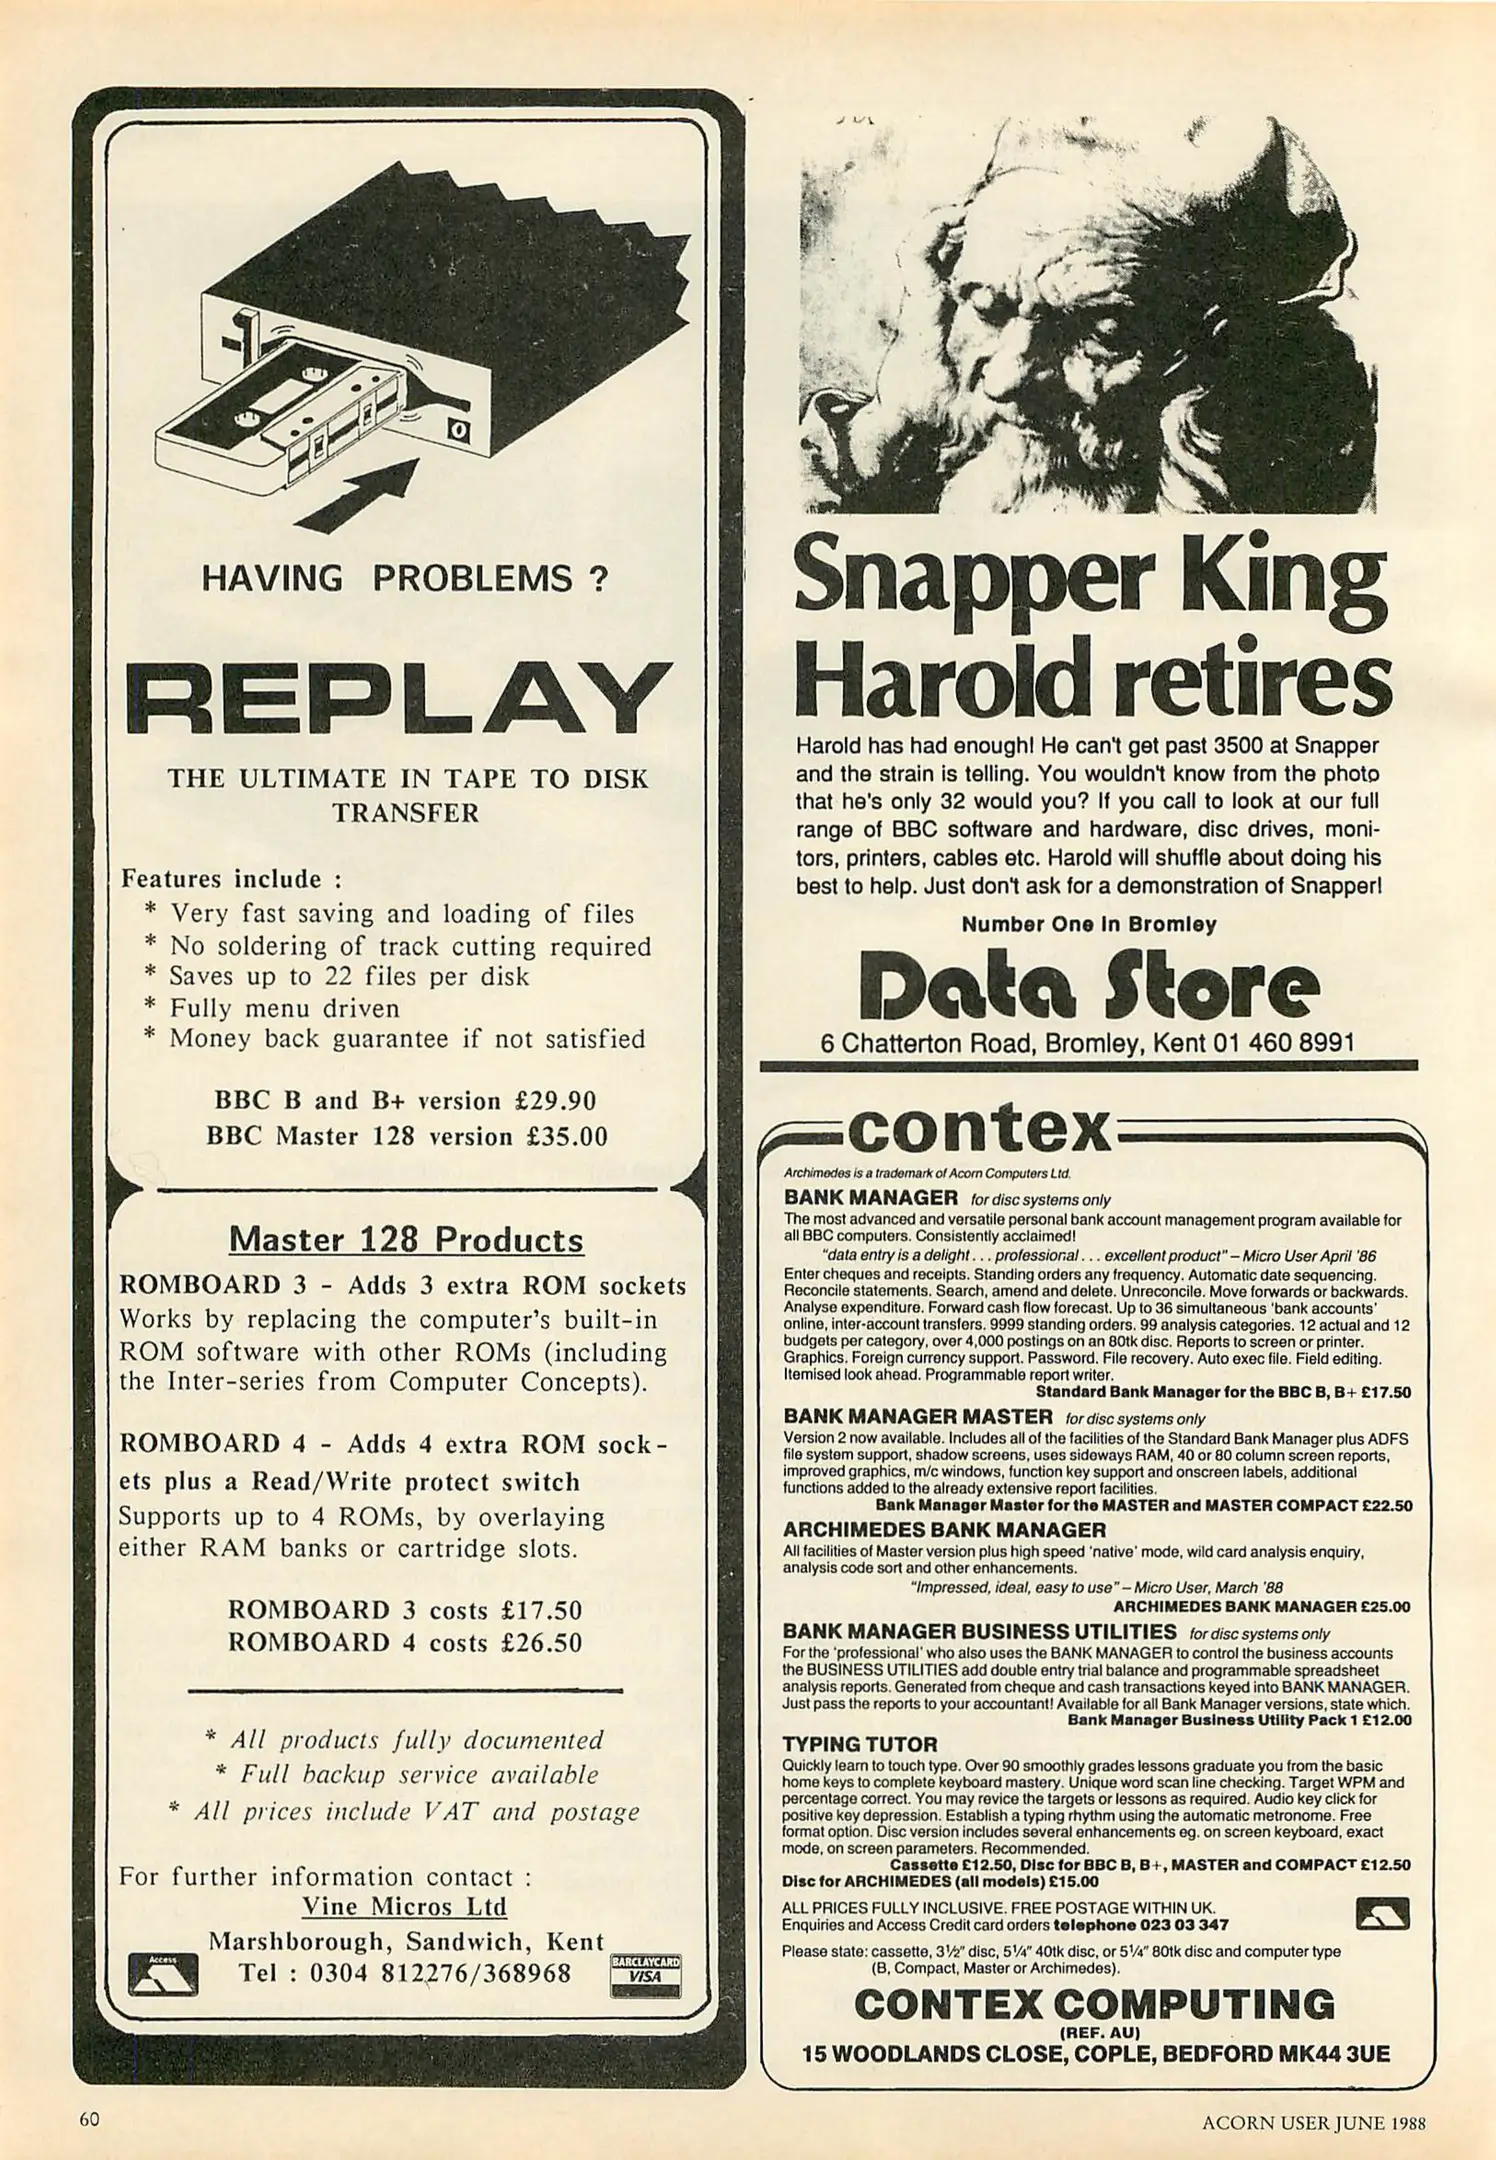 HAVING PROBLEMS ?
REPLAY
THE ULTIMATE IN TAPE TO DISK
TRANSFER
Features include :
* Very fast saving and loading of files
* No soldering of track cutting required
* Saves up to 22 files per disk
* Fully menu driven
* Money back guarantee if not satisfied
BBC B and B+ version £29.90
BBC Master 128 version £35.00
Master 128 Products
ROMBOARD 3 - Adds 3 extra ROM sockets
Works by replacing the computer's built-in
ROM software with other ROMs (including
the Inter-series from Computer Concepts).
ROMBOARD 4 - Adds 4 extra ROM sock-
ets plus a Read/Write protect switch
Supports up to 4 ROMs, by overlaying
either RAM banks or cartridge slots.
ROMBOARD 3 costs £17.50
ROMBOARD 4 costs £26.50
* All products fully documented
* Full backup service available
* All prices include VAT and postage
For further information contact :
Vine Micros Ltd
Marshborough, Sandwich, Kent
Tel : 0304 812276/368968
Access
BARCLAYCARD
VISA
Snapper King
Harold retires
Harold has had enough! He can't get past 3500 at Snapper
and the strain is telling. You wouldn't know from the photo
that he's only 32 would you? If you call to look at our full
range of BBC software and hardware, disc drives, moni-
tors, printers, cables etc. Harold will shuffle about doing his
best to help. Just don't ask for a demonstration of Snapper!
Number One in Bromley
Data Store
6 Chatterton Road, Bromley, Kent 01 460 8991
contex
Archimedes is a trademark of Acorn Computers Ltd.
BANK MANAGER for disc systems only
The most advanced and versatile personal bank account management program available for
all BBC computers. Consistently acclaimed!
"data entry is a delight . . . professional . . . excellent product" – Micro User April '86
Enter cheques and receipts. Standing orders any frequency. Automatic date sequencing.
Reconcile statements. Search, amend and delete. Unreconcile. Move forwards or backwards.
Analyse expenditure. Forward cash flow forecast. Up to 36 simultaneous 'bank accounts'
online, inter-account transfers. 9999 standing orders. 99 analysis categories. 12 actual and 12
budgets per category, over 4,000 postings on an 80tk disc. Reports to screen or printer.
Graphics. Foreign currency support. Password. File recovery. Auto exec file. Field editing.
Itemised look ahead. Programmable report writer.
Standard Bank Manager for the BBC B, B+ £17.50
BANK MANAGER MASTER for disc systems only
Version 2 now available. Includes all of the facilities of the Standard Bank Manager plus ADFS
file system support, shadow screens, uses sideways RAM, 40 or 80 column screen reports,
improved graphics, m/c windows, function key support and onscreen labels, additional
functions added to the already extensive report facilities.
Bank Manager Master for the MASTER and MASTER COMPACT £22.50
ARCHIMEDES BANK MANAGER
All facilities of Master version plus high speed 'native' mode, wild card analysis enquiry,
analysis code sort and other enhancements.
"Impressed, ideal, easy to use" – Micro User, March '88
ARCHIMEDES BANK MANAGER £25.00
BANK MANAGER BUSINESS UTILITIES for disc systems only
For the 'professional' who also uses the BANK MANAGER to control the business accounts
the BUSINESS UTILITIES add double entry trial balance and programmable spreadsheet
analysis reports. Generated from cheque and cash transactions keyed into BANK MANAGER.
Just pass the reports to your accountant! Available for all Bank Manager versions, state which.
Bank Manager Business Utility Pack 1 £12.00
TYPING TUTOR
Quickly learn to touch type. Over 90 smoothly grades lessons graduate you from the basic
home keys to complete keyboard mastery. Unique word scan line checking. Target WPM and
percentage correct. You may revice the targets or lessons as required. Audio key click for
positive key depression. Establish a typing rhythm using the automatic metronome. Free
format option. Disc version includes several enhancements eg. on screen keyboard, exact
mode, on screen parameters. Recommended.
Cassette £12.50, Disc for BBC B, B+, MASTER and COMPACT £12.50
Disc for ARCHIMEDES (all models) £15.00
ALL PRICES FULLY INCLUSIVE. FREE POSTAGE WITHIN UK.
Enquiries and Access Credit card orders telephone 023 03 347
Please state: cassette, 3½" disc, 5¼" 40tk disc, or 5¼" 80tk disc and computer type
(B, Compact, Master or Archimedes).
CONTEX COMPUTING
(REF. AU)
15 WOODLANDS CLOSE, COPLE, BEDFORD MK44 3UE
60
ACORN USER JUNE 1988